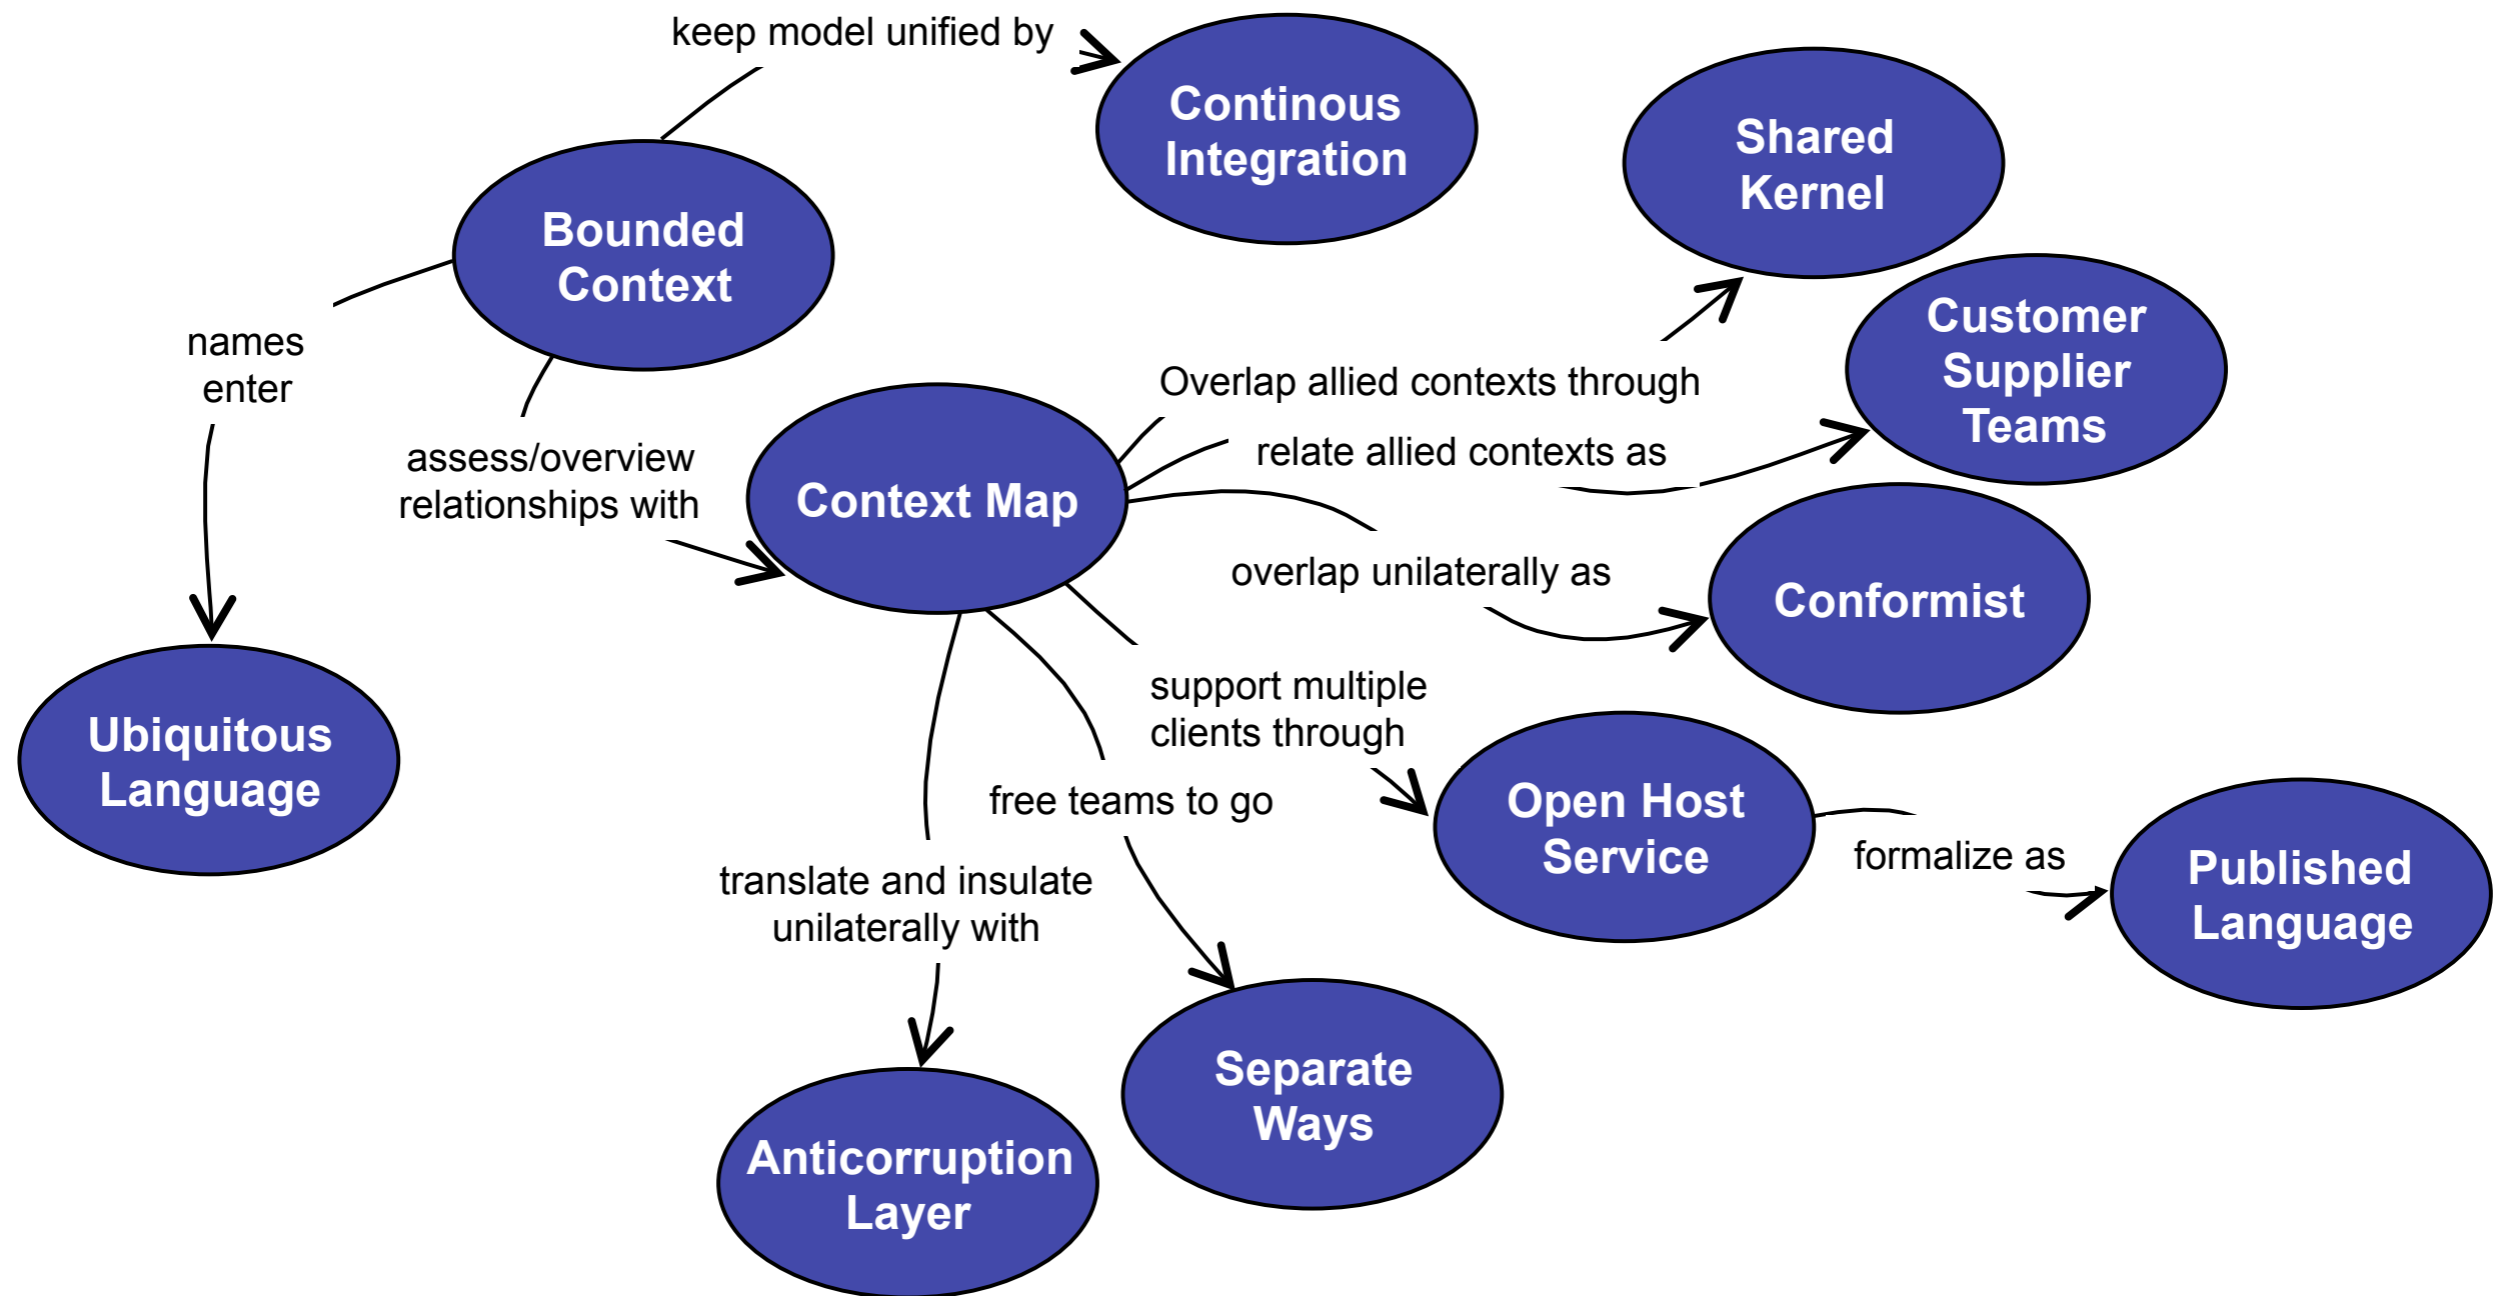 keep model unified by
Continous
Integration
Shared
Kernel
Bounded
Context
Customer
Supplier
Teams
names
enter
Overlap allied contexts through
assess/overview
relationships with
relate allied contexts as
Context Map
overlap unilaterally as
Conformist
support multiple
clients through
Ubiquitous
Language
free teams to go
Open Host
Service
formalize as
Published
Language
translate and insulate
unilaterally with
Separate
Ways
Anticorruption
Layer